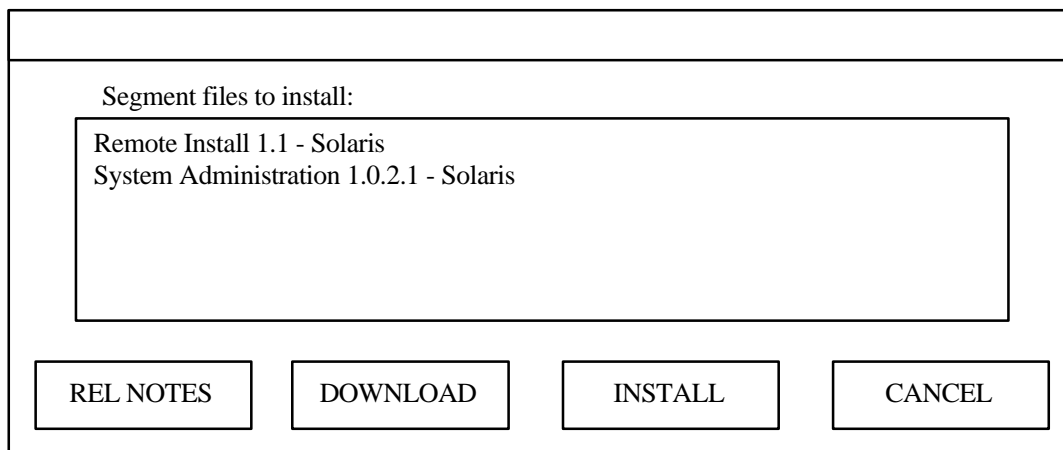 Segment files to install:
Remote Install 1.1 - Solaris
System Administration 1.0.2.1 - Solaris
REL NOTES
DOWNLOAD
INSTALL
CANCEL